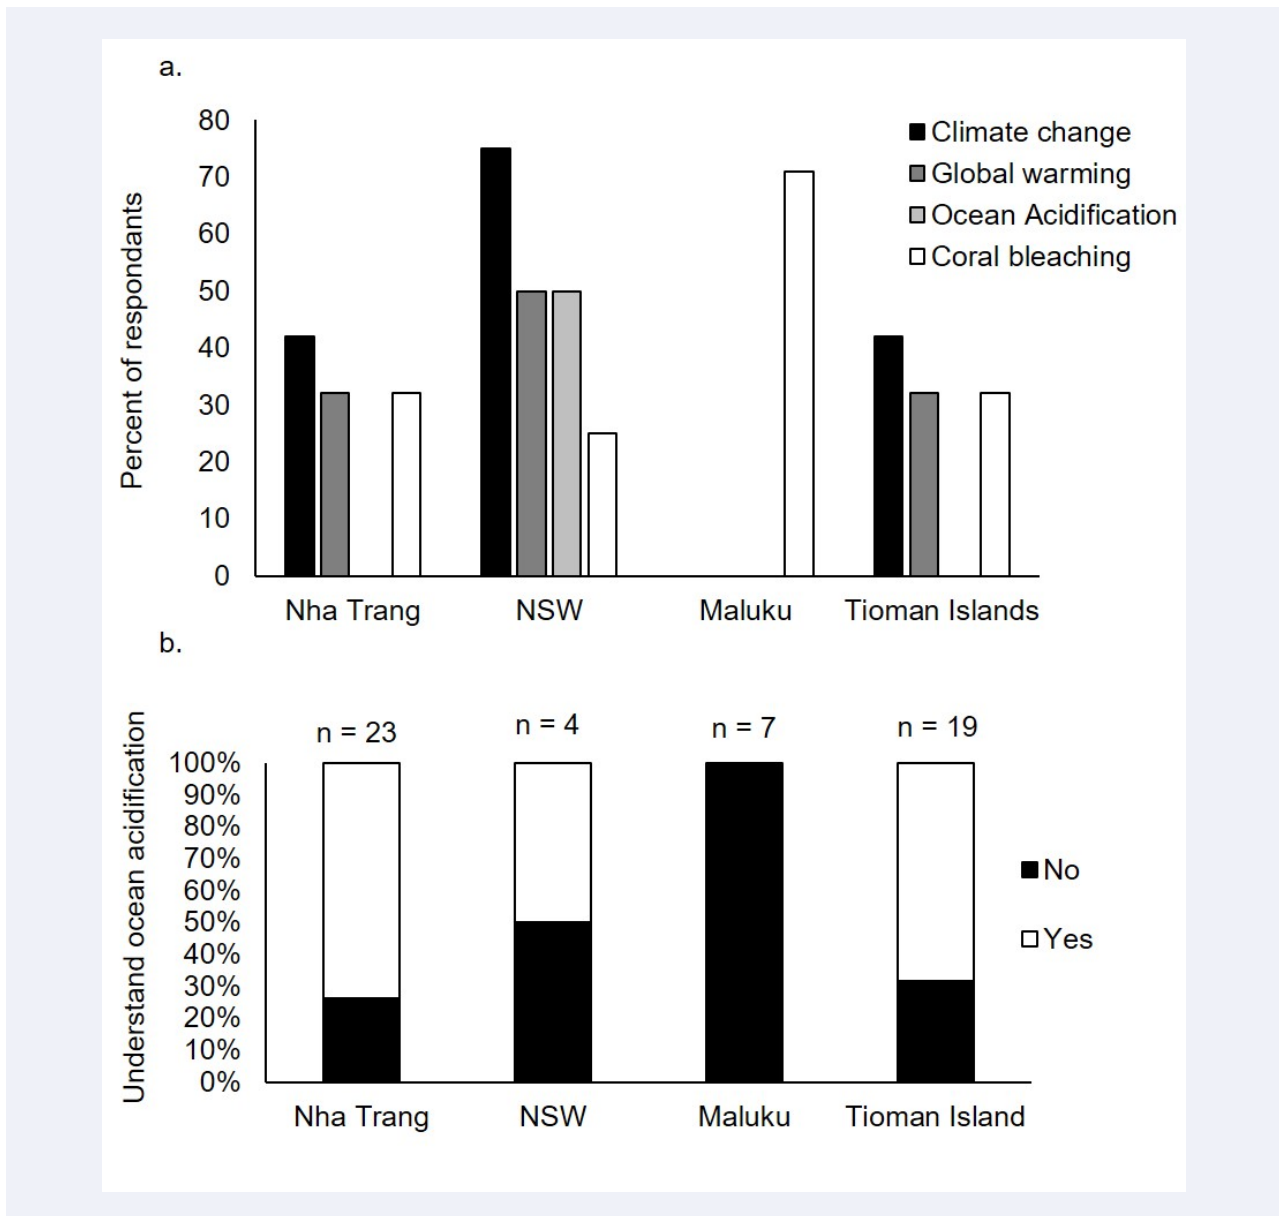 a.
80
70
60
50
40
30
20
10
0
Percent of respondants
Climate change
Global warming
Ocean Acidification
Coral bleaching
Nha Trang NSW Maluku Tioman Islands
b.
n = 23 n = 4 n = 7 n = 19
100%
90%
80%
70%
60%
50%
40%
30%
20%
10%
0%
Understand ocean acidification
No
Yes
Nha Trang NSW Maluku Tioman Island